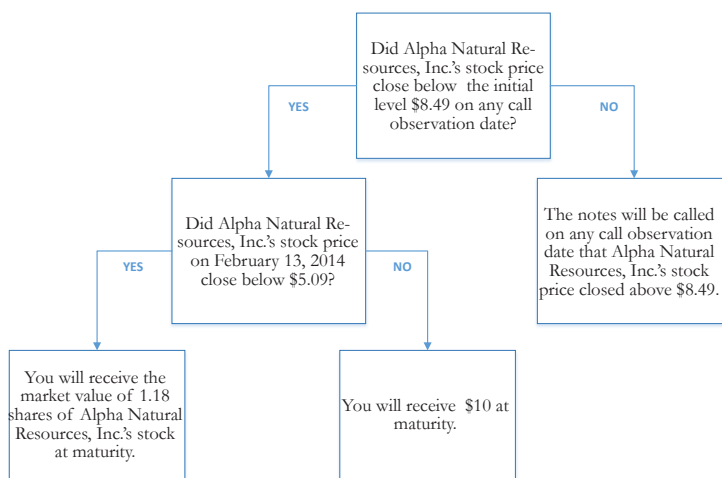 Did Alpha Natural Re-
sources, Inc.'s stock price
close below the initial
level $8.49 on any call
observation date?
YES
NO
Did Alpha Natural Re-
sources, Inc.'s stock price
on February 13, 2014
close below $5.09?
The notes will be called
on any call observation
date that Alpha Natural
Resources, Inc.'s stock
price closed above $8.49.
YES
NO
You will receive the
market value of 1.18
shares of Alpha Natural
Resources, Inc.'s stock
at maturity.
You will receive $10 at
maturity.